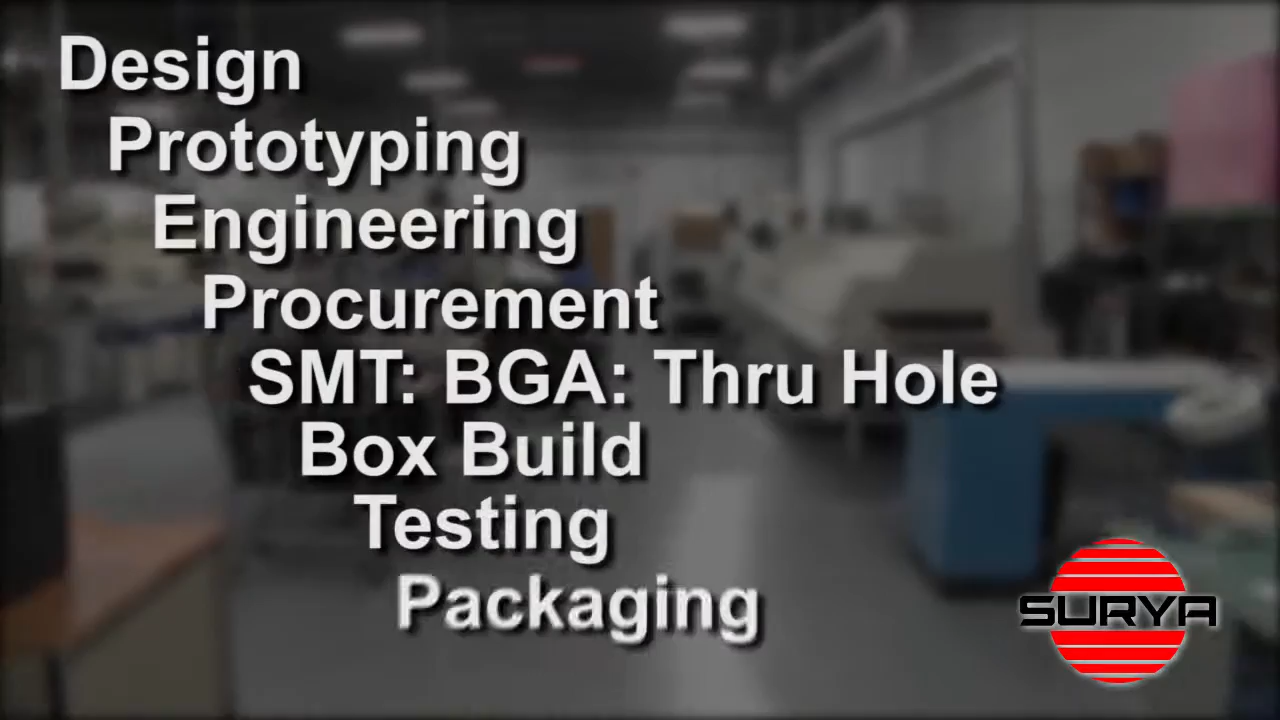 Design
Prototyping
Engineering
Procurement
SMT: BGA: Thru Hole
Box Build
Testing
Packaging
SURYA